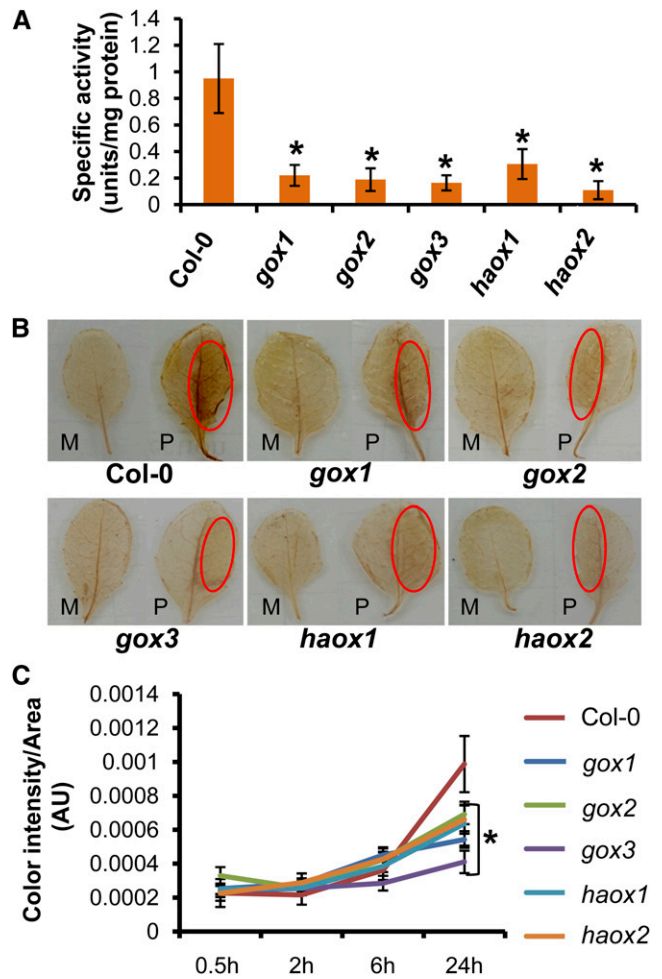 A
Specific activity
(units/mg protein)
1.4
1.2
1
0.8
0.6
0.4
0.2
0
*
*
*
*
*
Col-0
gox1
gox2
gox3
haox1
haox2
B
M P
M P
M P
Col-0
gox1
gox2
M P
M P
M P
gox3
haox1
haox2
C
Color intensity/Area
(AU)
0.0014
0.0012
0.001
0.0008
0.0006
0.0004
0.0002
0
*
0.5h
2h
6h
24h
Col-0
gox1
gox2
gox3
haox1
haox2